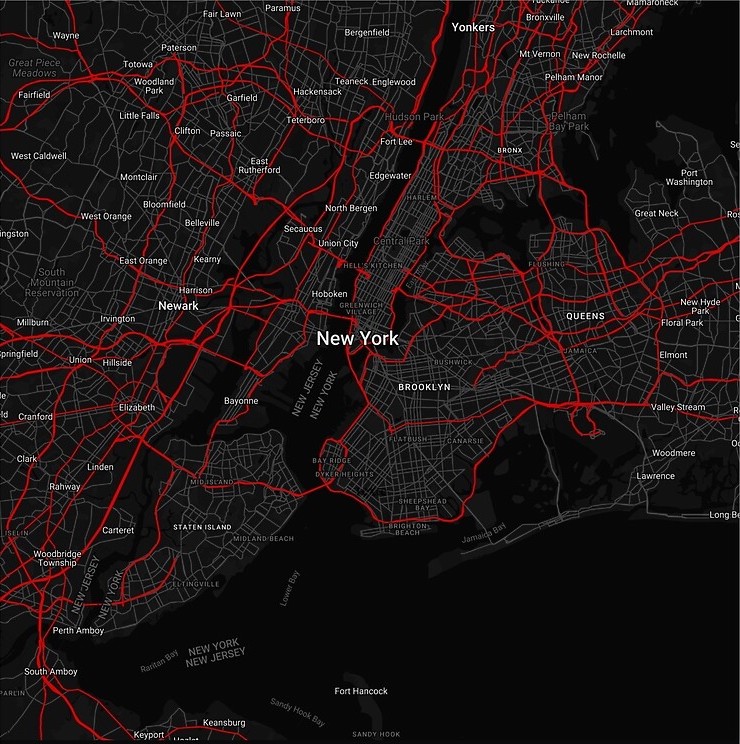 Paramus
Mamaroneck
Fair Lawn
Bronxville
Yonkers
Wayne
Bergenfield
Larchmont
Paterson
Mt Vernon
New Rochelle
Great Piece
Meadows
Totowa
Pelham Manor
Woodland
Park
Teaneck
Englewood
Fairfield
Hackensack
Garfield
Little Falls
Teterboro
Hudson Park
Pelham
Bay Park
Clifton
Passaic
Fort Lee
BRONX
West Caldwell
East
Rutherford
Montclair
Edgewater
Port
Washington
Bloomfield
HARLEM
North Bergen
West Orange
Great Neck
Belleville
Secaucus
Union City
Central Park
East Orange
Kearny
HELL'S KITCHEN
FLUSHING
South
Mountain
Reservation
Harrison
Hoboken
Newark
GREENWICH
VILLAGE
New Hyde
Park
QUEENS
Irvington
Millburn
Floral Park
New York
JAMAICA
Elmont
Springfield
Union
Hillside
BUSHWICK
BROOKLYN
NEW JERSEY
NEW YORK
Bayonne
Elizabeth
Valley Stream
Cranford
FLATBUSH
CANARSIE
Clark
Linden
BAY RIDGE
Woodmere
DYKER HEIGHTS
Lawrence
Rahway
MID ISLAND
SHEEPSHEAD
BAY
Long Be
Carteret
STATEN ISLAND
BRIGHTON
BEACH
Jamaica Bay
ISELIN
MIDLAND BEACH
Woodbridge
Township
ELTINGVILLE
NEW JERSEY
NEW YORK
Lower Bay
Perth Amboy
NEW YORK
NEW JERSEY
Raritan Bay
South Amboy
PARLIN
Fort Hancock
Sandy Hook Bay
Keansburg
Keyport
SANDY HOOK